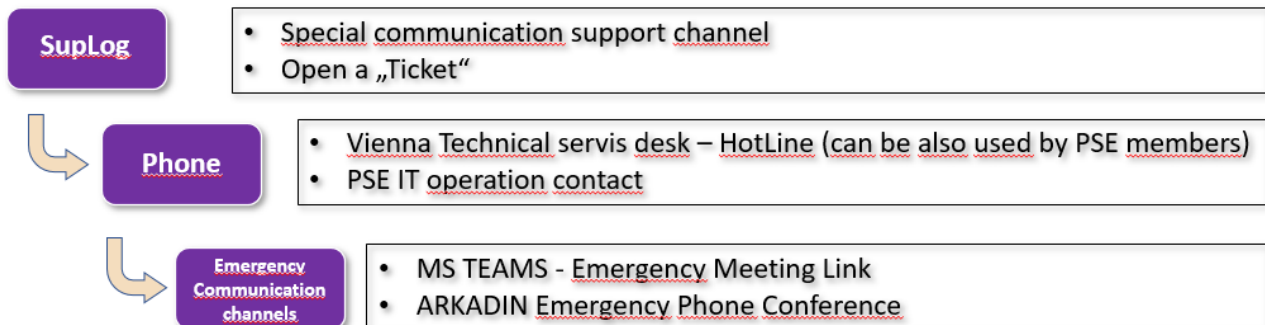 SupLog
• Special communication support channel
• Open a „Ticket“
Phone
• Vienna Technical servis desk – HotLine (can be also used by PSE members)
• PSE IT operation contact
Emergency
Communication
channels
• MS TEAMS - Emergency Meeting Link
• ARKADIN Emergency Phone Conference